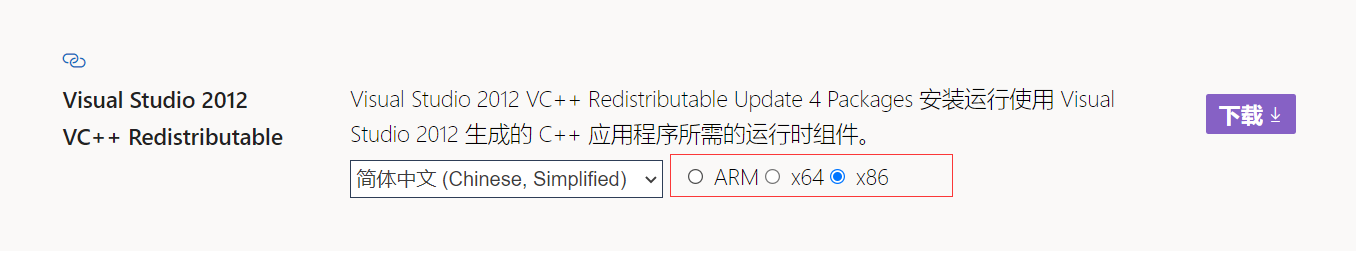 Visual Studio 2012
VC++ Redistributable
Visual Studio 2012 VC++ Redistributable Update 4 Packages 安装运行使用 Visual
Studio 2012 生成的 C++ 应用程序所需的运行时组件。
简体中文 (Chinese, Simplified)
ARM x64 x86
下载